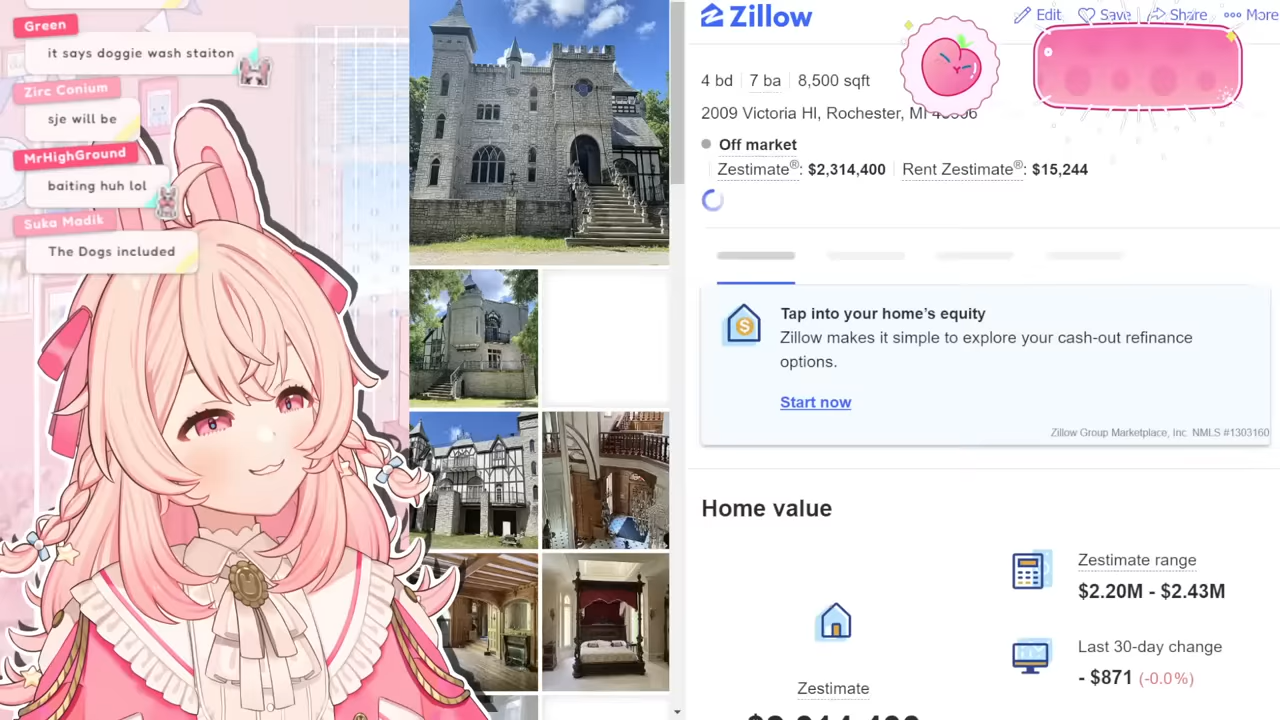 Green
it says doggie wash staiton
Zirc Conium
sje will be
MrHighGround
baiting huh lol
Suka Madik
The Dogs included
Zillow
Edit
Save
Share
More
4 bd
7 ba
8,500 sqft
2009 Victoria Hl, Rochester, MI
Off market
Zestimate®: $2,314,400
Rent Zestimate®: $15,244
Tap into your home's equity
Zillow makes it simple to explore your cash-out refinance
options.
Start now
Zillow Group Marketplace, Inc. NMLS #1303160
Home value
Zestimate range
$2.20M - $2.43M
Last 30-day change
- $871 (-0.0%)
Zestimate